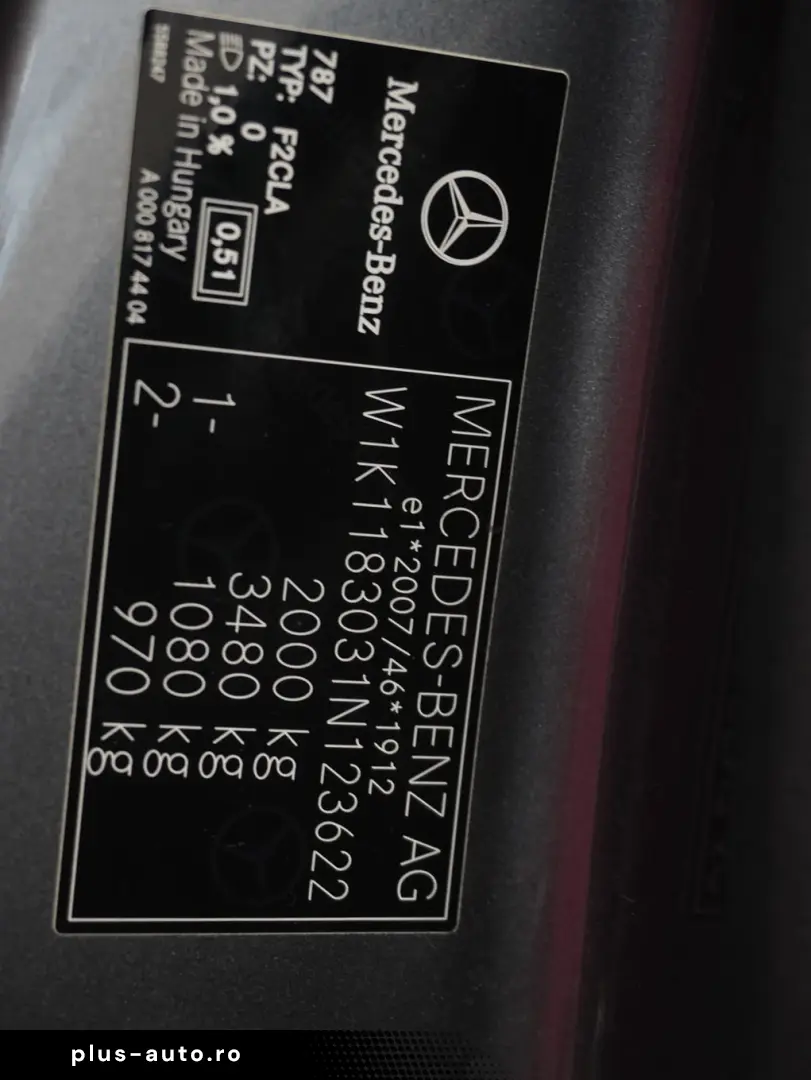 Mercedes-Benz
787
TYP: F2CLA
PZ: 0
1,0 %
0,51
Made in Hungary
A 000 817 44 04
MERCEDES-BENZ AG
e1*2007/46*1912
W1K1183031N123622
2000 kg
3480 kg
1- 1080 kg
2- 970 kg
plus-auto.ro